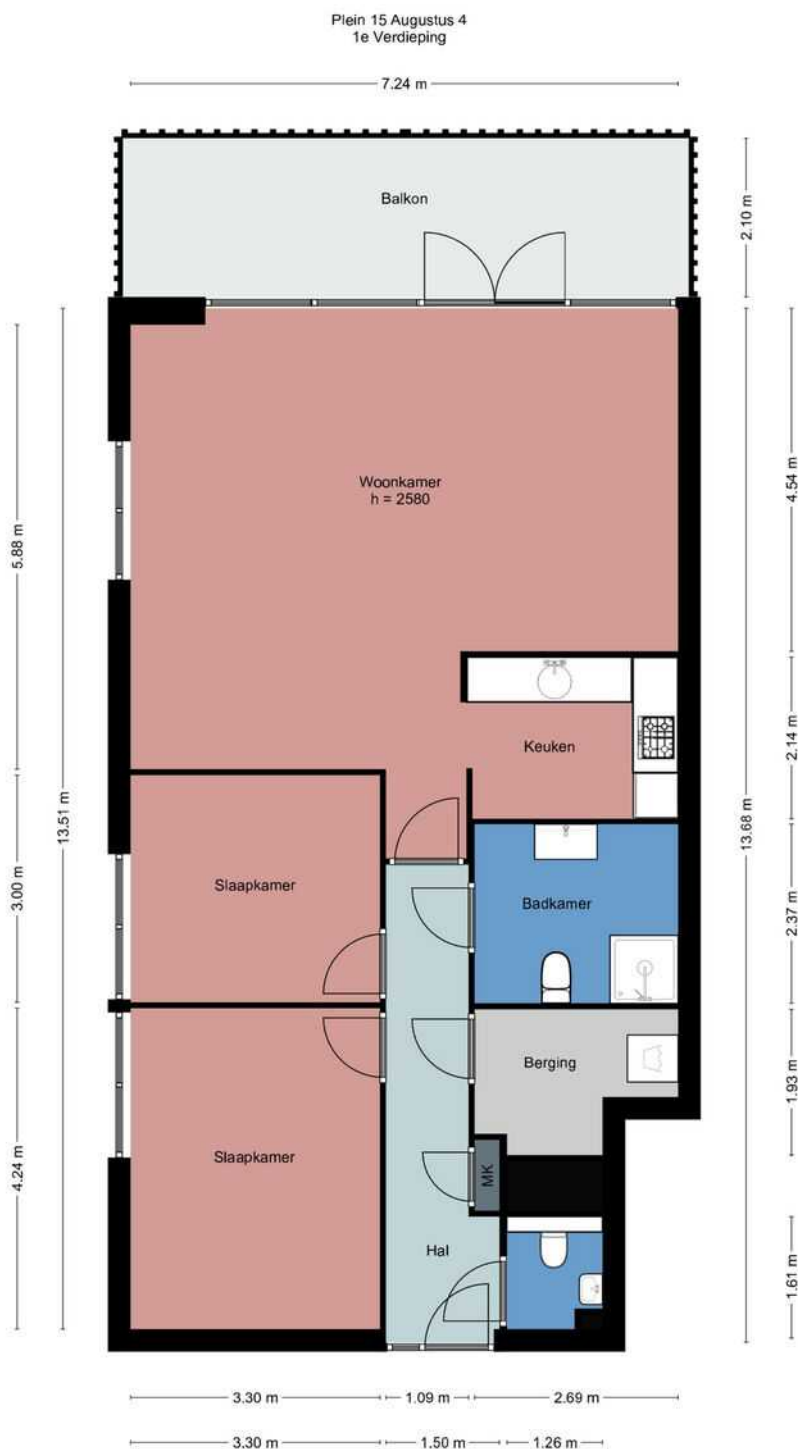 Plein 15 Augustus 4
1e Verdieping
7.24 m
Balkon
2.10 m
Woonkamer
h = 2580
4.54 m
5.88 m
Keuken
2.14 m
13.51 m
13.68 m
Slaapkamer
3.00 m
Badkamer
2.37 m
Berging
1.93 m
Slaapkamer
4.24 m
MK
Hal
1.61 m
3.30 m
1.09 m
2.69 m
3.30 m
1.50 m
1.26 m